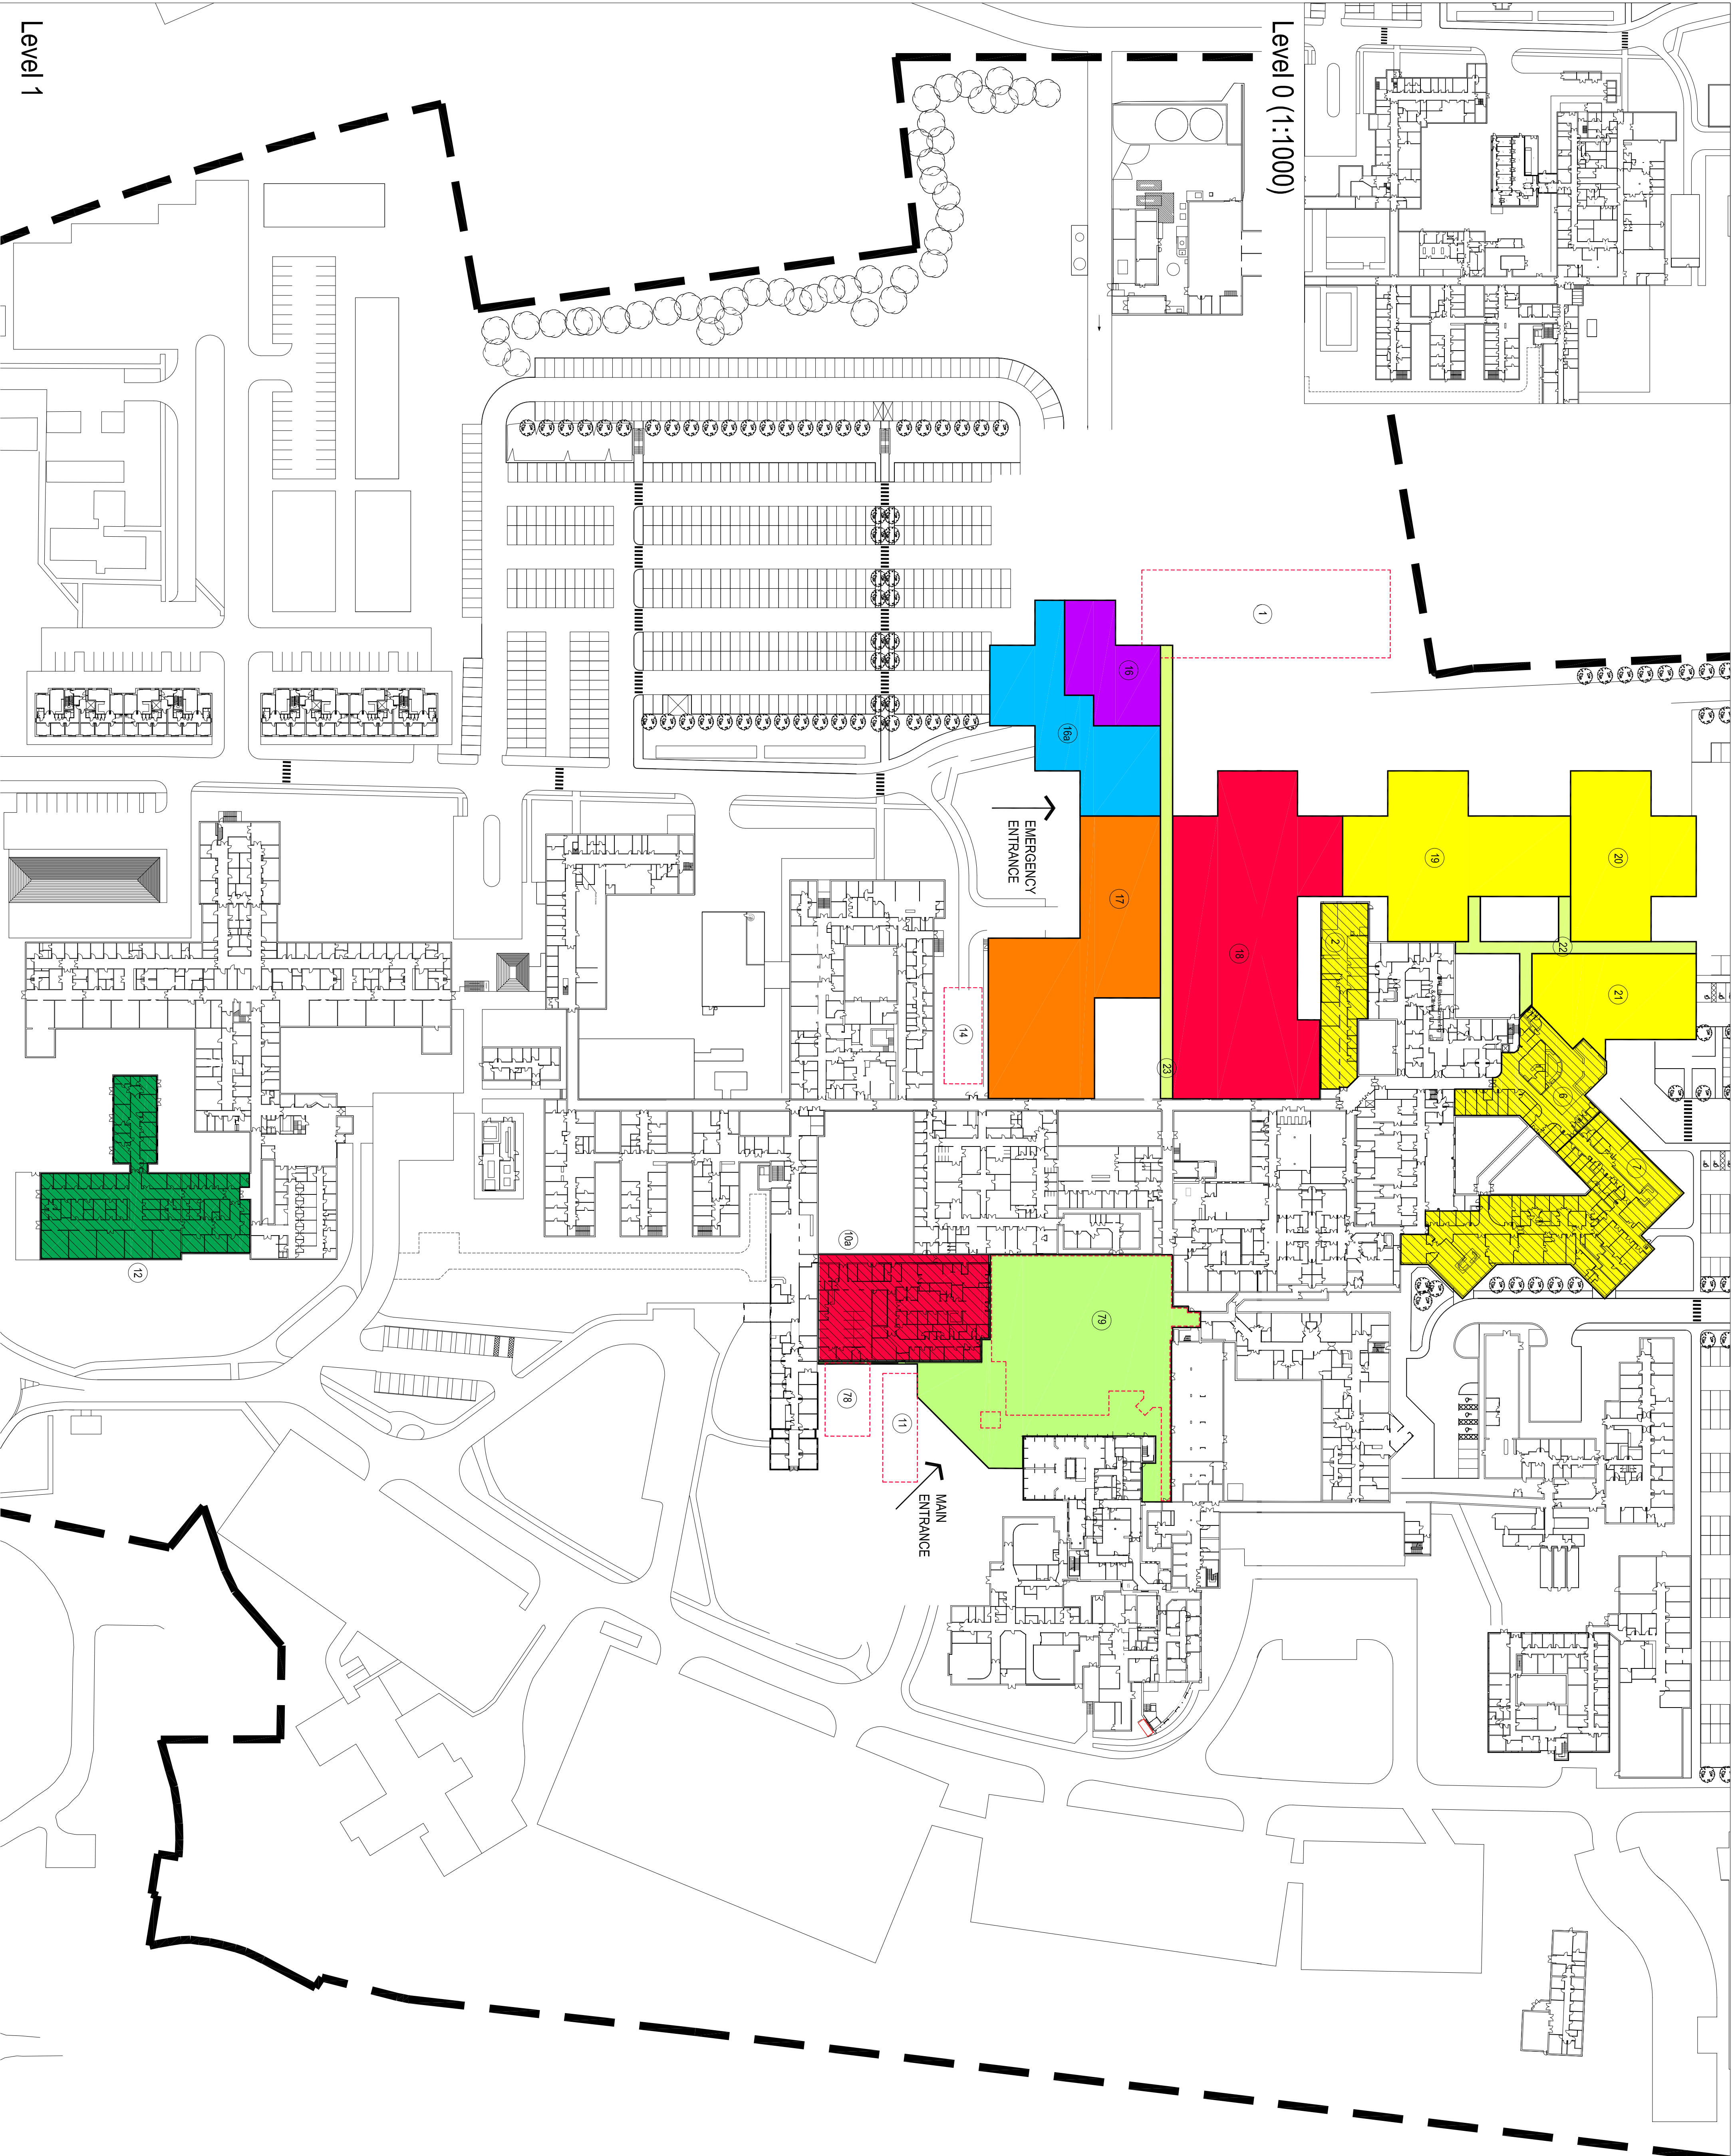 Level 1
Level 0 (1:1000)
1
16
16a
EMERGENCY
ENTRANCE
17
18
19
20
2
22
21
14
23
6
7
10a
79
12
78
11
MAIN
ENTRANCE